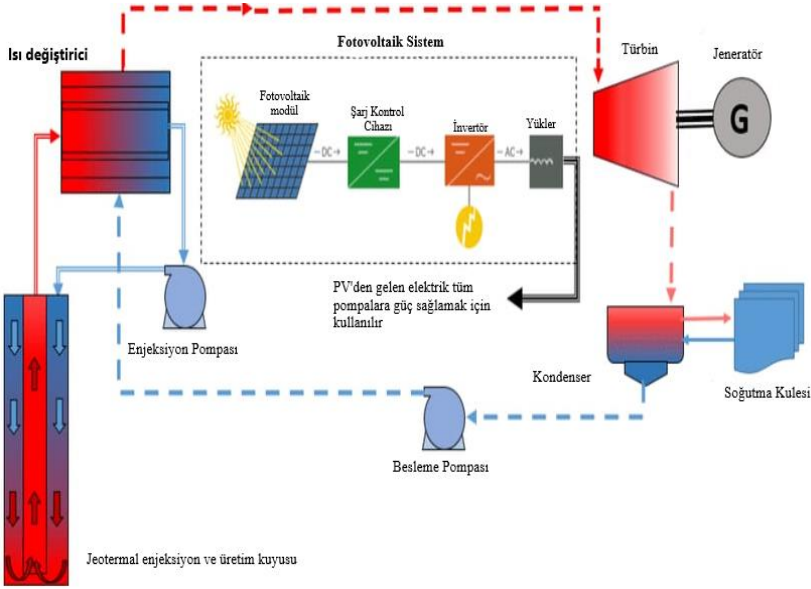 Isı değiştirici
Fotovoltaik Sistem
Türbin
Jeneratör
Fotovoltaik
modül
Şarj Kontrol
Cihazı
İnvertör
Yükler
DC
DC
AC
G
PV'den gelen elektrik tüm
pompalara güç sağlamak için
kullanılır
Enjeksiyon Pompası
Kondenser
Soğutma Kulesi
Besleme Pompası
Jeotermal enjeksiyon ve üretim kuyusu